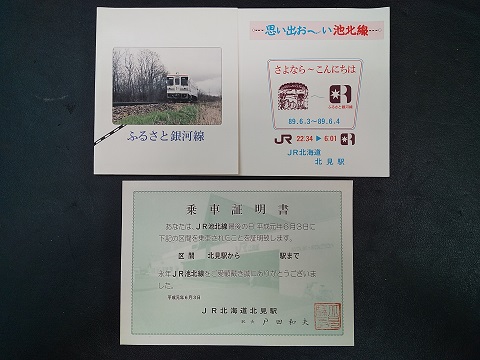 ふるさと銀河線
思い出お〜い池北線
さよなら～こんにちは
ふるさと銀河線
89.6.3～89.6.4
JR 22:34 ▶ 6:01
JR北海道
北見駅
乗車証明書
あなたは、JR池北線最後の日平成元年6月3日に
下記の区間を乗車されたことを証明致します。
区間 北見駅から 駅まで
永年JR池北線をご愛顧戴き誠にありがとうございま
した。
平成元年6月3日
JR北海道北見駅
戸田和夫